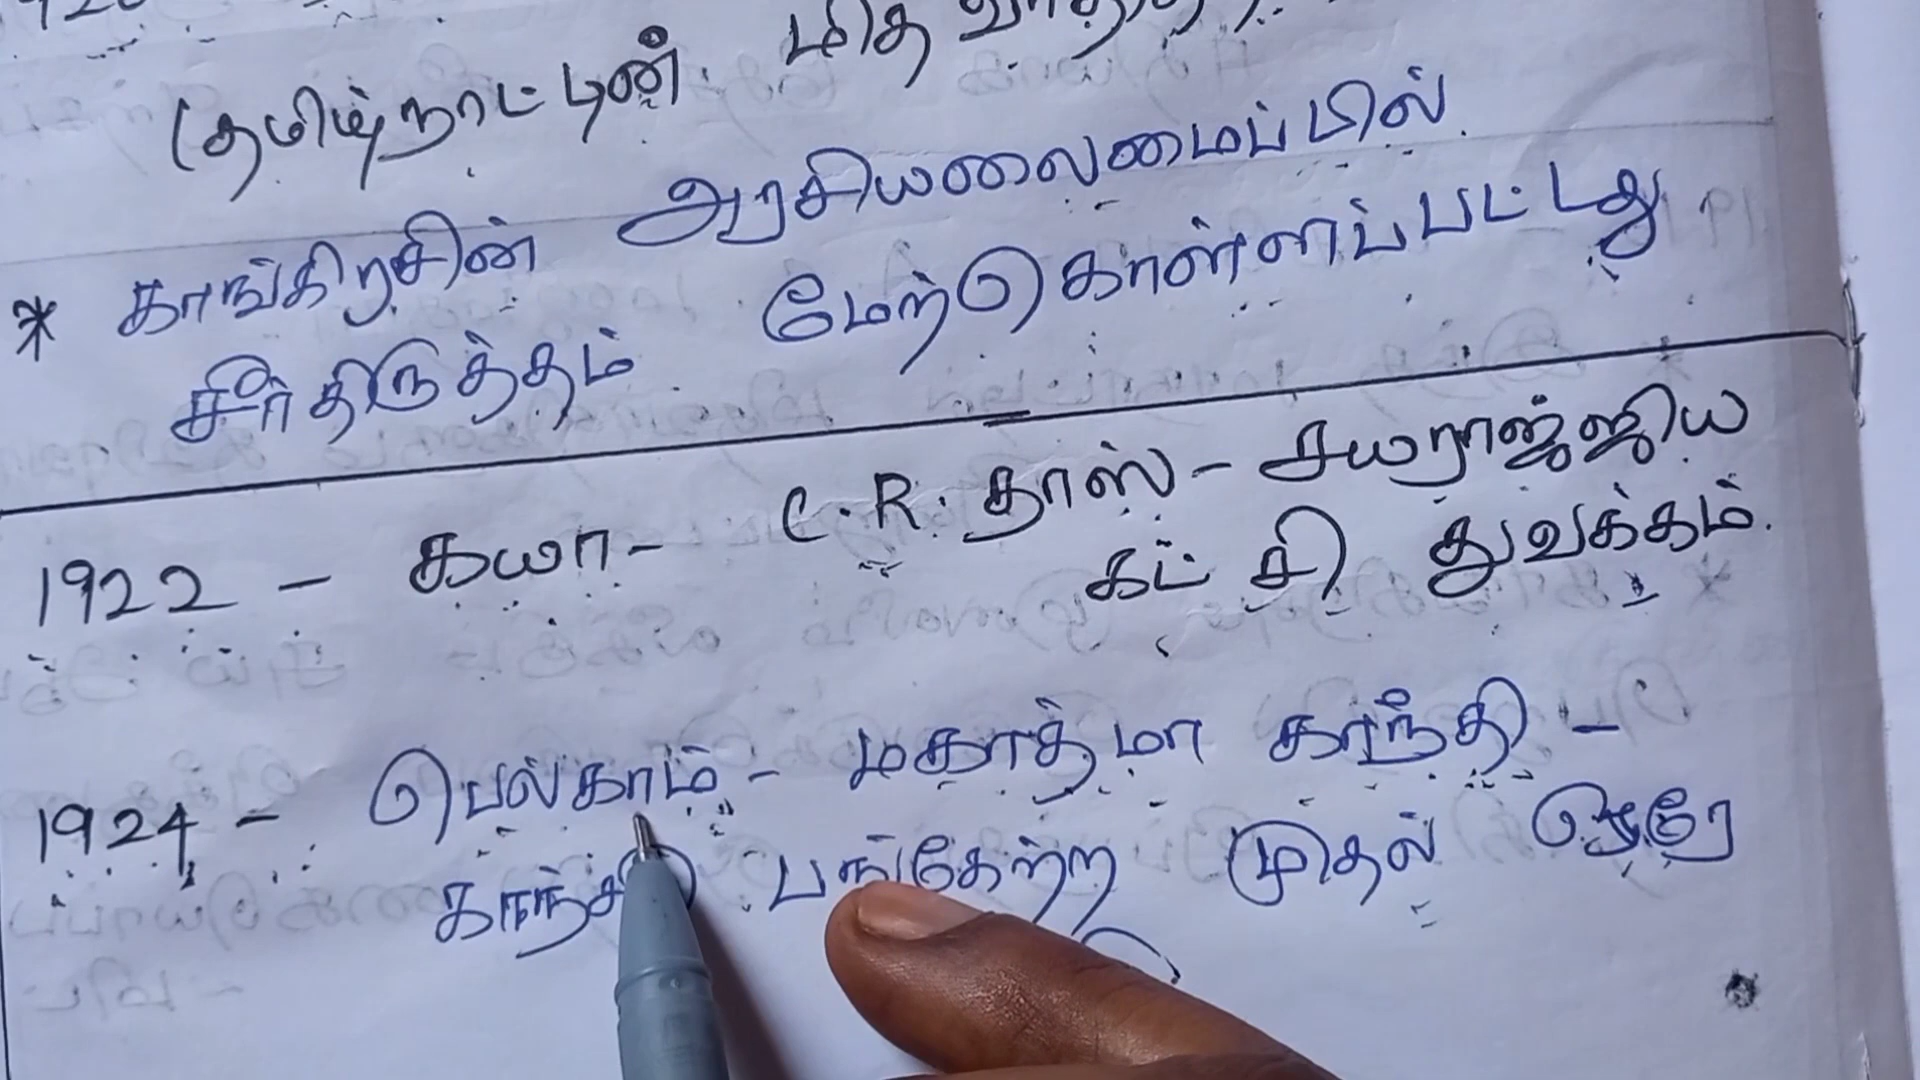 (தமிழ்நாட்டின் மிதவாதி
* காங்கிரசின் அரசியலமைப்பில்
சீர்திருத்தம் மேற்கொள்ளப்பட்டது
1922 - கயா - C.R. தாஸ் - சுயராஜ்ஜிய
கட்சி துவக்கம்.
1924 - பெல்காம் - மகாத்மா காந்தி -
காந்தி பங்கேற்ற முதல் ஒரே